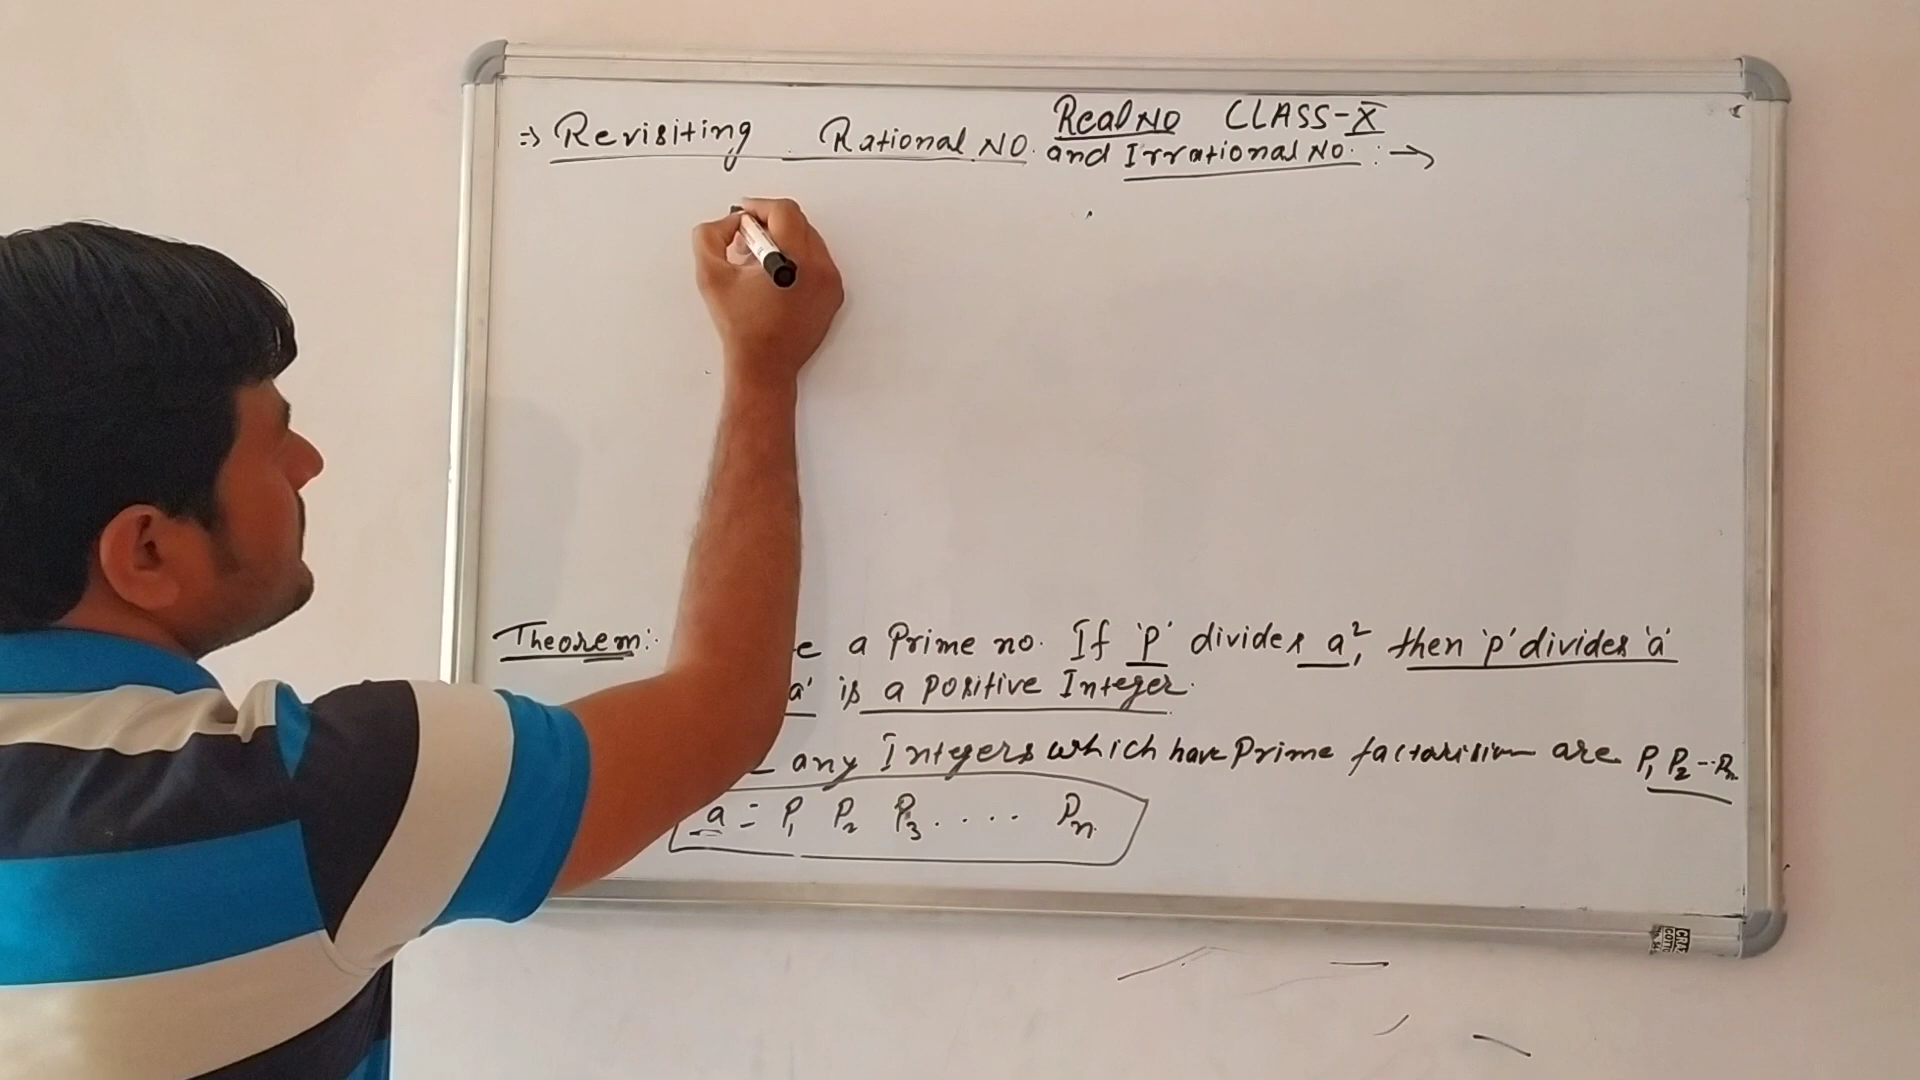 Real NO CLASS-X
⇒ Revisiting Rational NO. and Irrational NO. : →
Theorem: a Prime no. If 'P' divides a², then 'p' divides 'a'
a' is a positive Integer.
any Integers which have Prime are P₁ P₂ -- Pₙ
a = P₁ P₂ P₃ . . . . . Pₙ